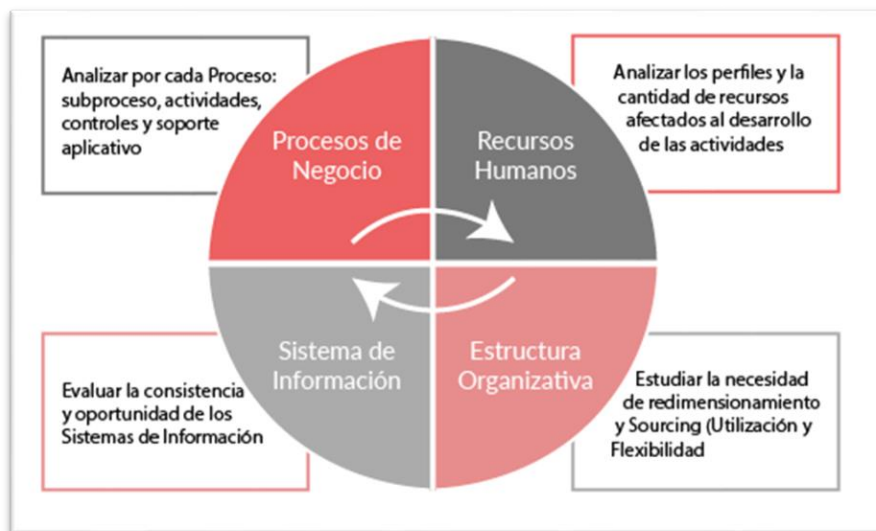 Analizar por cada Proceso:
subproceso, actividades,
controles y soporte
aplicativo
Procesos de
Negocio
Recursos
Humanos
Analizar los perfiles y la
cantidad de recursos
afectados al desarrollo
de las actividades
Evaluar la consistencia
y oportunidad de los
Sistemas de Información
Sistema de
Información
Estructura
Organizativa
Estudiar la necesidad
de redimensionamiento
y Sourcing (Utilización y
Flexibilidad